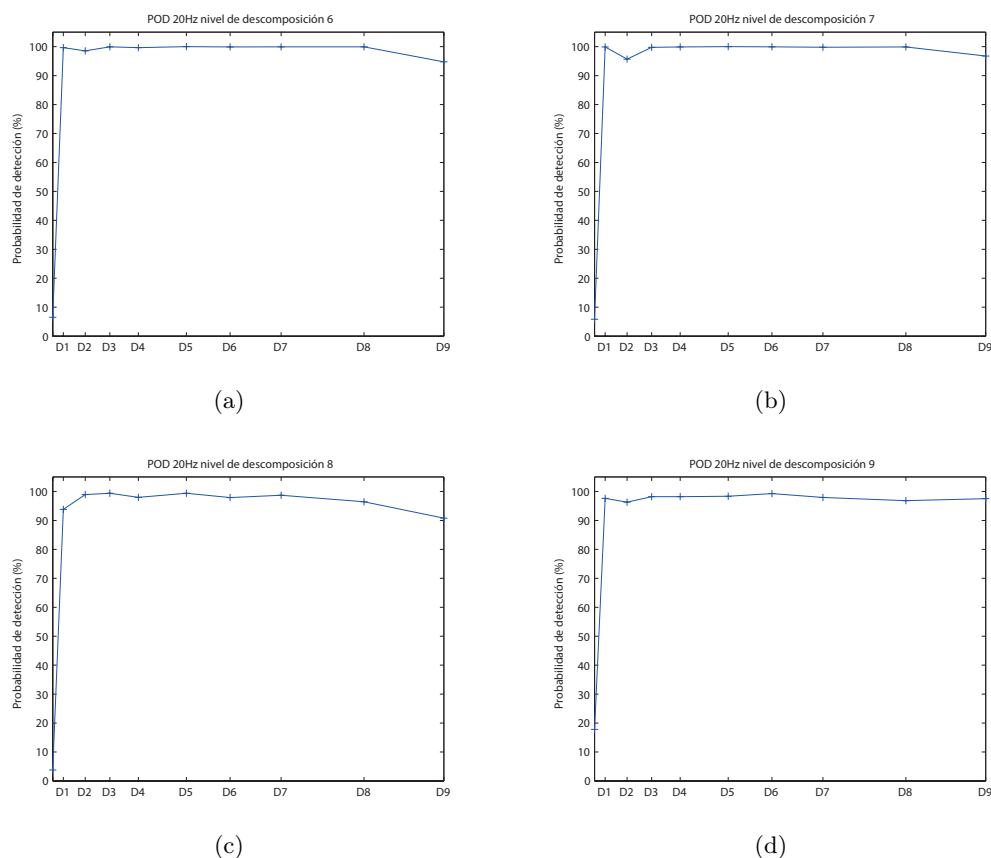 POD 20Hz nivel de descomposición 6
Probabilidad de detección (%)
100
90
80
70
60
50
40
30
20
10
0
D1 D2 D3 D4 D5 D6 D7 D8 D9
(a)
POD 20Hz nivel de descomposición 7
Probabilidad de detección (%)
100
90
80
70
60
50
40
30
20
10
0
D1 D2 D3 D4 D5 D6 D7 D8 D9
(b)
POD 20Hz nivel de descomposición 8
Probabilidad de detección (%)
100
90
80
70
60
50
40
30
20
10
0
D1 D2 D3 D4 D5 D6 D7 D8 D9
(c)
POD 20Hz nivel de descomposición 9
Probabilidad de detección (%)
100
90
80
70
60
50
40
30
20
10
0
D1 D2 D3 D4 D5 D6 D7 D8 D9
(d)